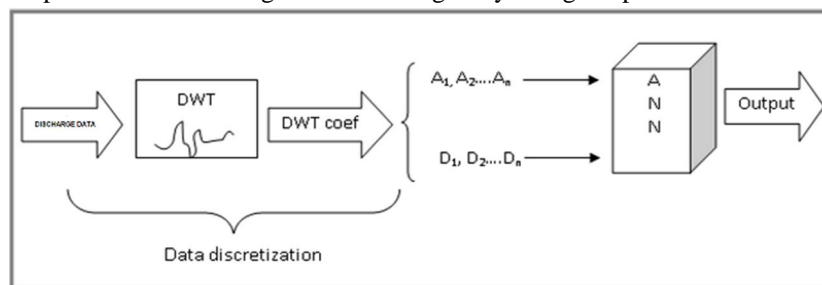 DISCHARGE DATA
DWT
DWT coef
A1, A2....An
D1, D2....Dn
A
N
N
Output
Data discretization